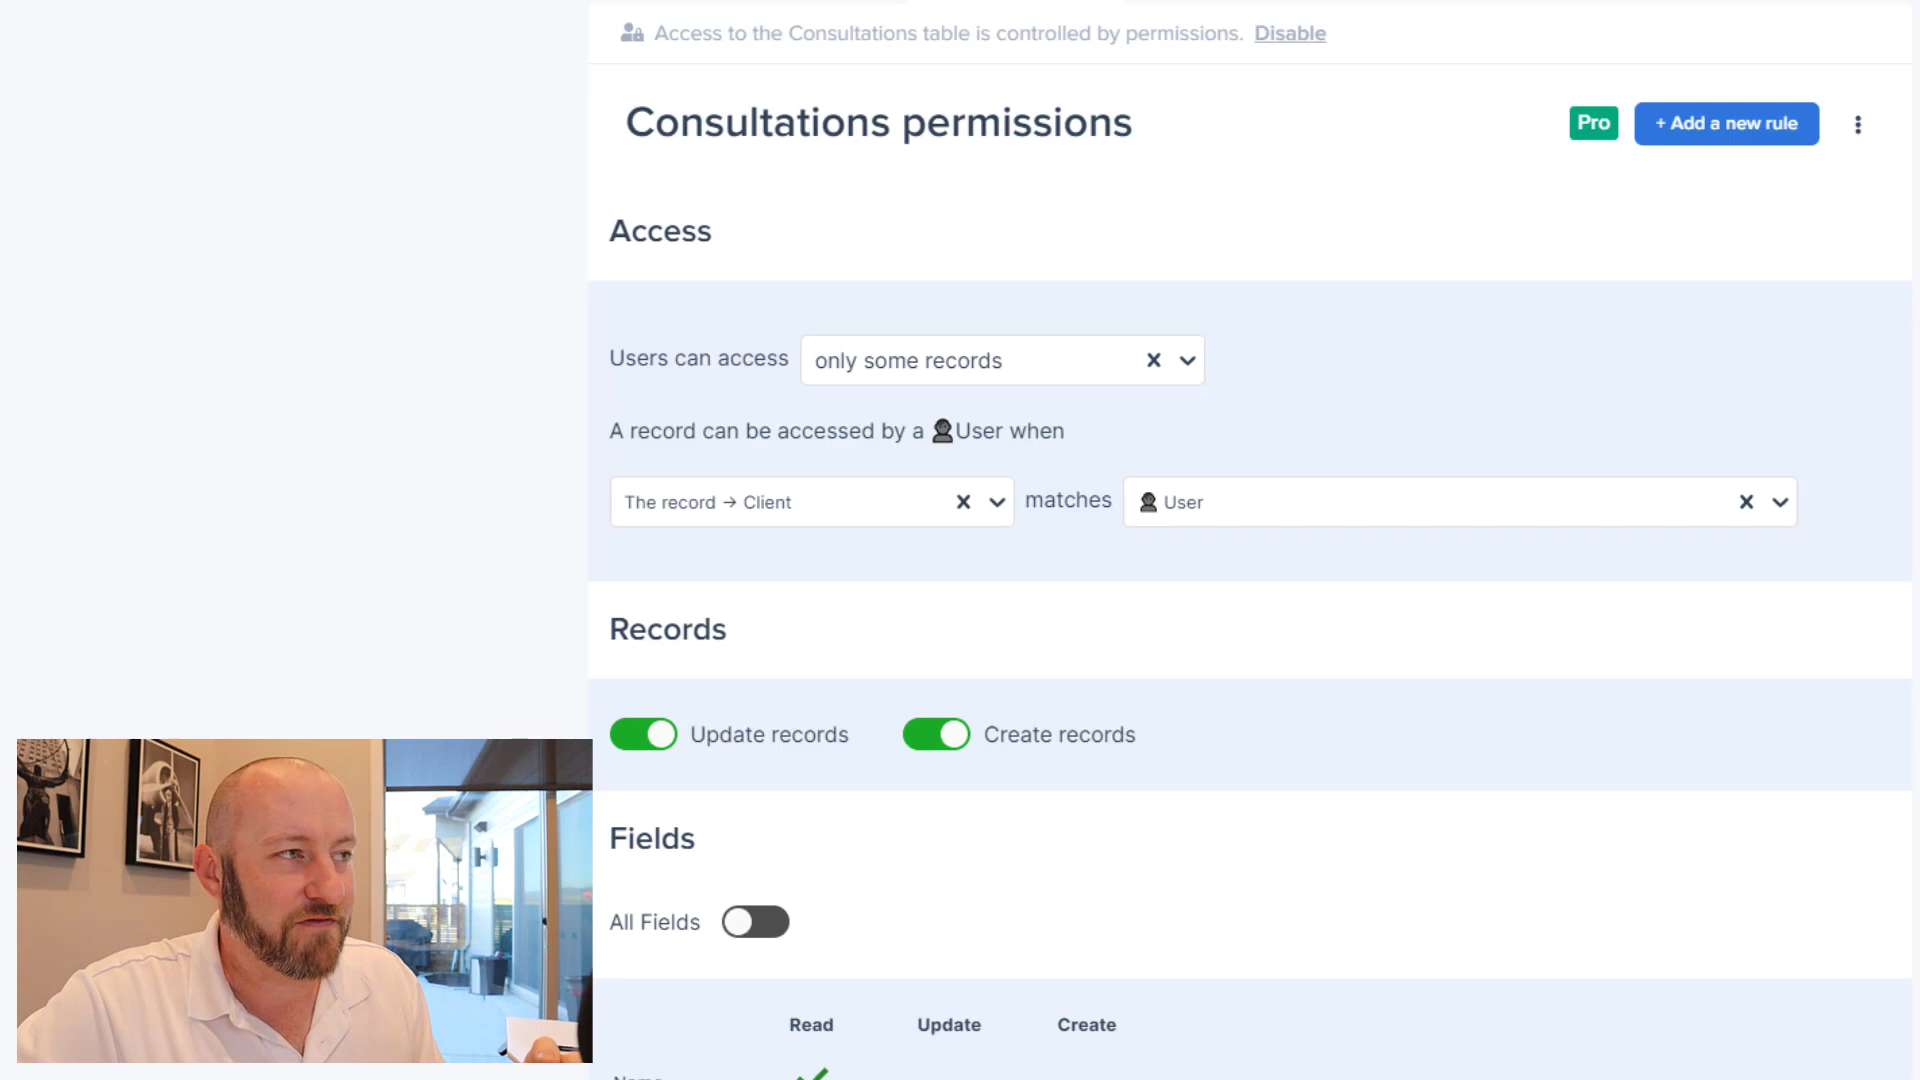 Access to the Consultations table is controlled by permissions. Disable
Consultations permissions
Pro
+ Add a new rule
Access
Users can access only some records
A record can be accessed by a User when
The record → Client matches User
Records
Update records Create records
Fields
All Fields
Read Update Create